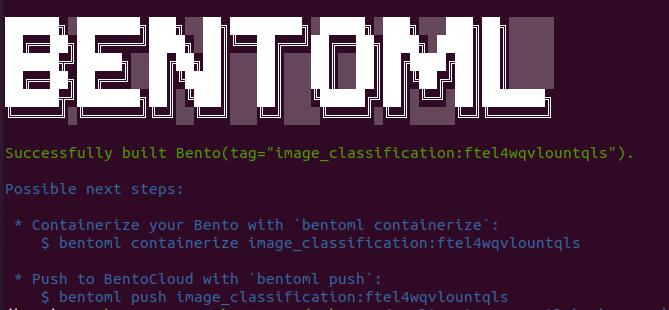 BENTOML
Successfully built Bento(tag="image_classification:ftel4wqvlountqls").
Possible next steps:
* Containerize your Bento with `bentoml containerize`:
$ bentoml containerize image_classification:ftel4wqvlountqls
* Push to BentoCloud with `bentoml push`:
$ bentoml push image_classification:ftel4wqvlountqls